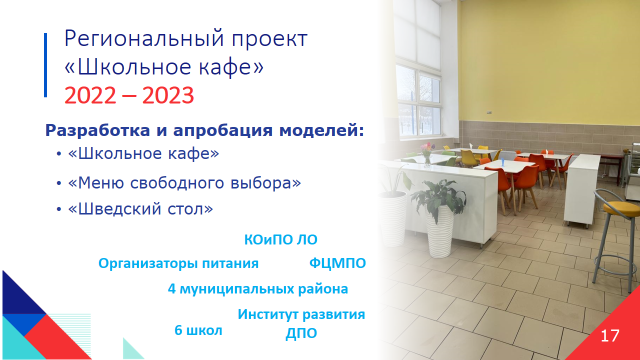 Региональный проект
«Школьное кафе»
2022 – 2023
Разработка и апробация моделей:
• «Школьное кафе»
• «Меню свободного выбора»
• «Шведский стол»
КОиПО ЛО
Организаторы питания ФЦМПО
4 муниципальных района
Институт развития
6 школ ДПО
17